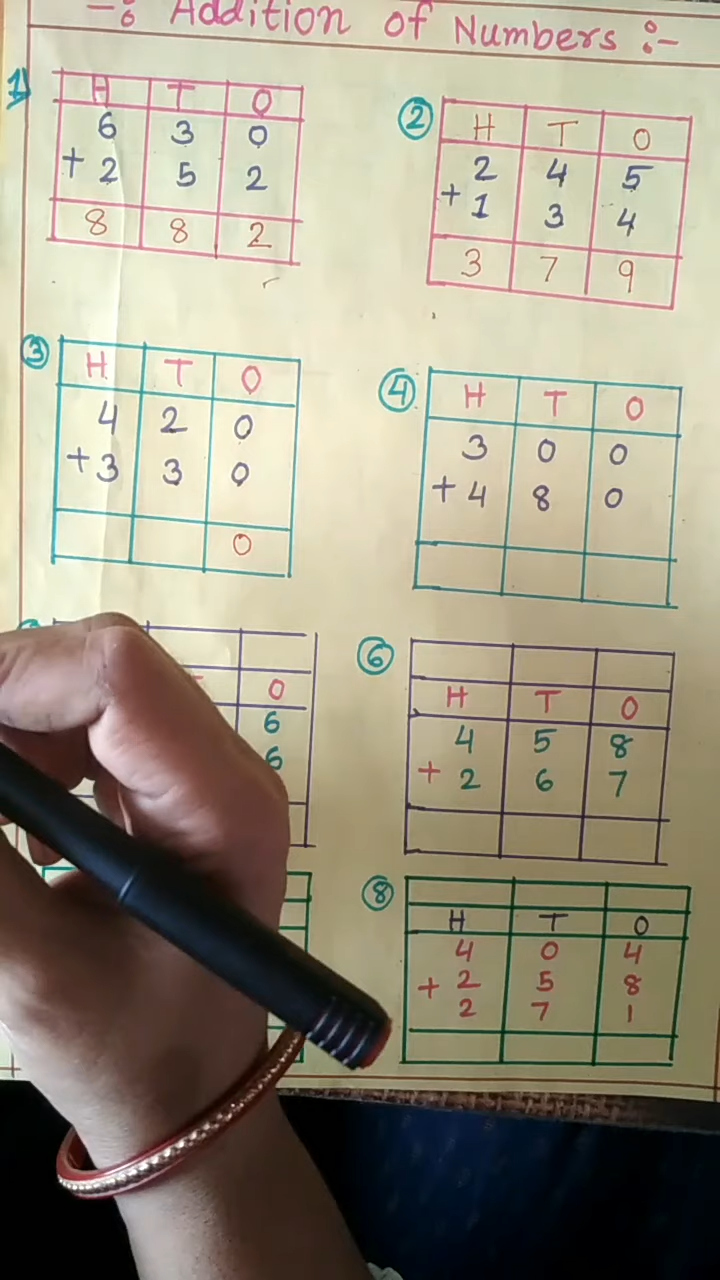 -: Addition of Numbers :-
1)
H T O
6 3 0
+ 2 5 2
8 8 2
2
H T O
2 4 5
+ 1 3 4
3 7 9
3
H T O
4 2 0
+ 3 3 0
0
4
H T O
3 0 0
+ 4 8 0
O
6
6
6
H T O
4 5 8
+ 2 6 7
8
H T O
4 0 4
+ 2 5 8
2 7 1